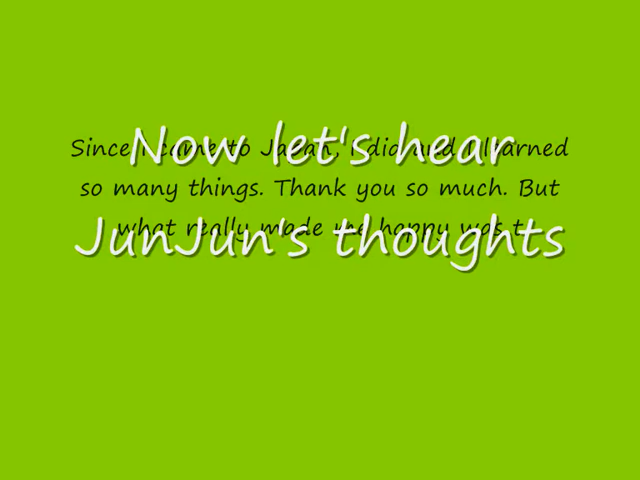 Now let's hear
JunJun's thoughts
Since I came to Japan, I did and I learned
so many things. Thank you so much. But
what really made me happy was t